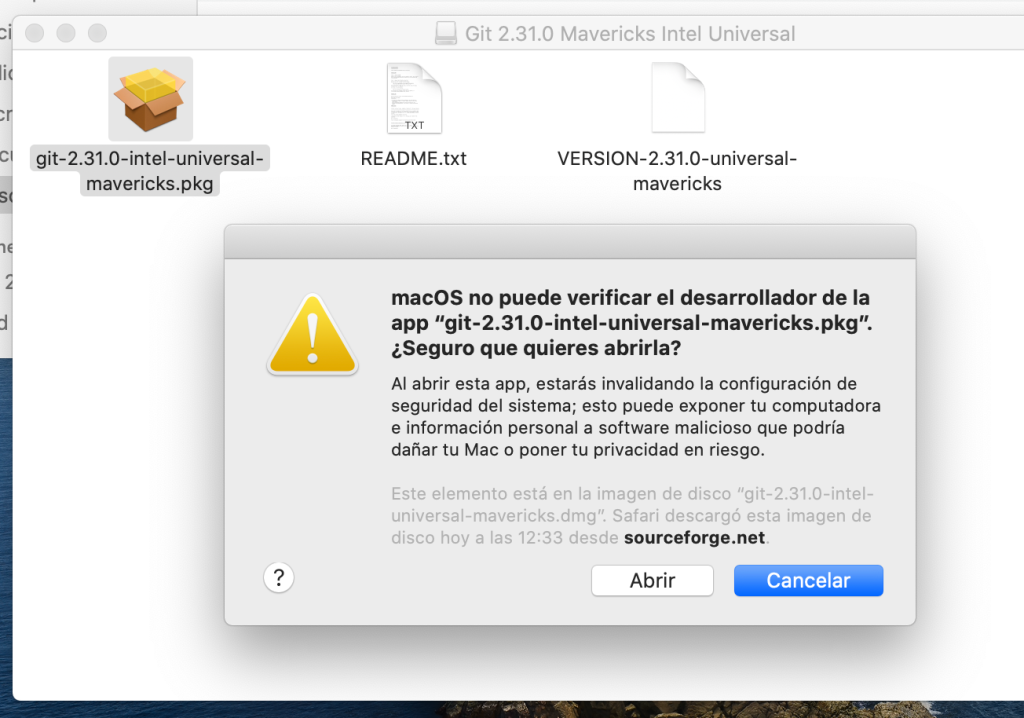 Git 2.31.0 Mavericks Intel Universal
git-2.31.0-intel-universal-
mavericks.pkg
TXT
README.txt
VERSION-2.31.0-universal-
mavericks
macOS no puede verificar el desarrollador de la
app “git-2.31.0-intel-universal-mavericks.pkg”.
¿Seguro que quieres abrirla?
Al abrir esta app, estarás invalidando la configuración de
seguridad del sistema; esto puede exponer tu computadora
e información personal a software malicioso que podría
dañar tu Mac o poner tu privacidad en riesgo.
Este elemento está en la imagen de disco “git-2.31.0-intel-
universal-mavericks.dmg”. Safari descargó esta imagen de
disco hoy a las 12:33 desde sourceforge.net.
?
Abrir
Cancelar